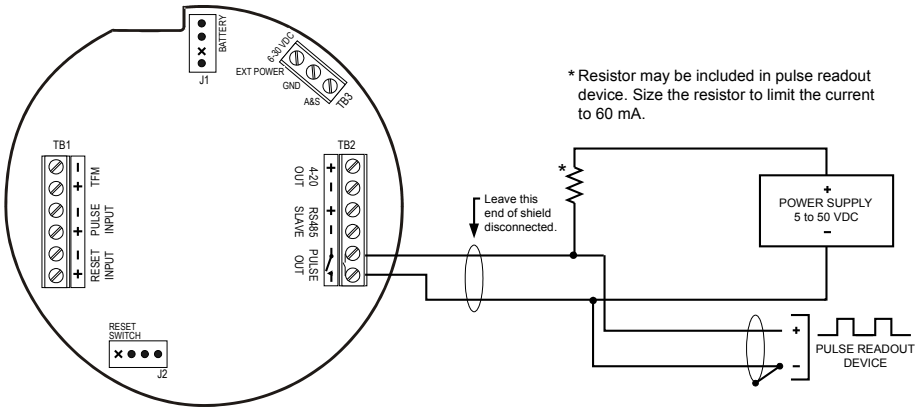 BATTERY
J1
6-30 VDC
EXT POWER
GND
A&S
TB3
* Resistor may be included in pulse readout
device. Size the resistor to limit the current
to 60 mA.
TB1
TFM
PULSE
INPUT
RESET
INPUT
TB2
4-20
OUT
RS485
SLAVE
PULSE
OUT
+
−
+
−
−
+
−
+
−
+
Leave this
end of shield
disconnected.
*
+
POWER SUPPLY
5 to 50 VDC
−
+
−
PULSE READOUT
DEVICE
RESET
SWITCH
J2